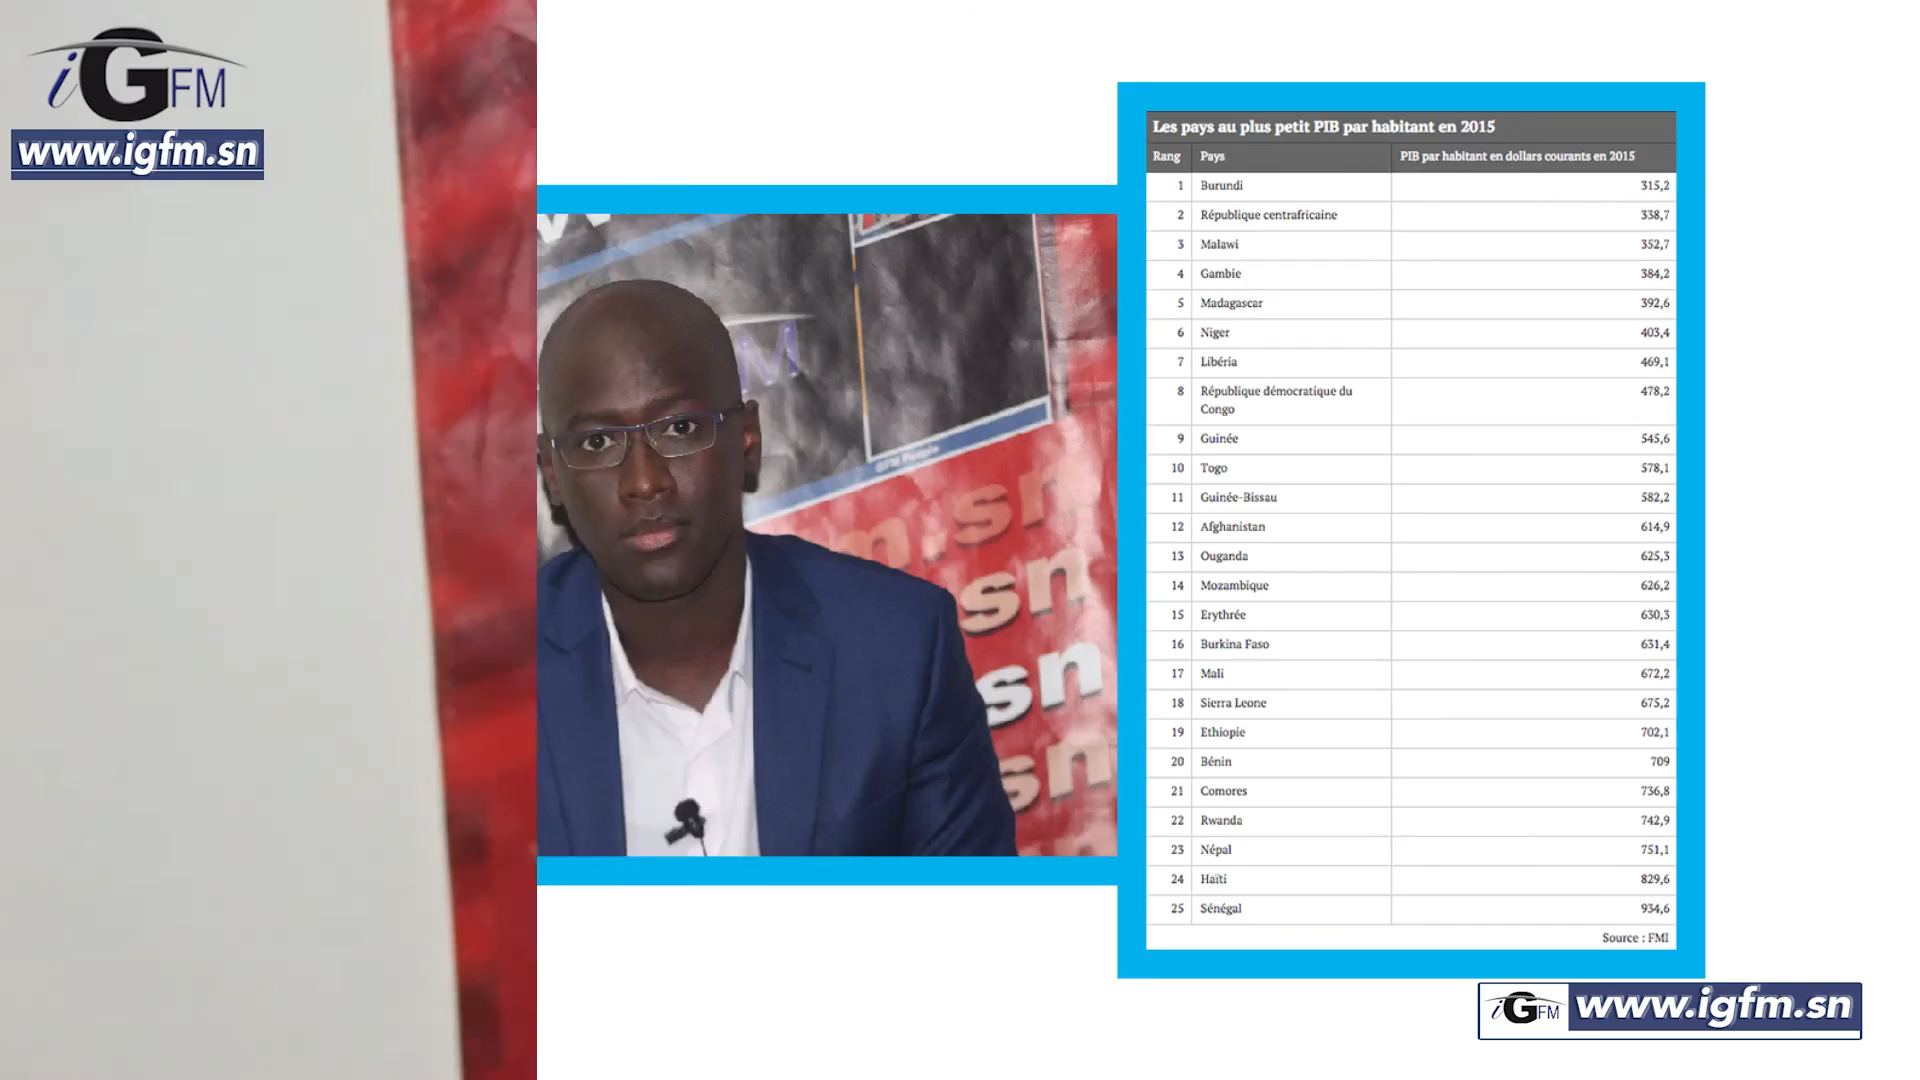 iGFM
www.igfm.sn
GFM People
m.sn
sn
sn
sn
Les pays au plus petit PIB par habitant en 2015
Rang Pays PIB par habitant en dollars courants en 2015
1 Burundi 315,2
2 République centrafricaine 338,7
3 Malawi 352,7
4 Gambie 384,2
5 Madagascar 392,6
6 Niger 403,4
7 Libéria 469,1
8 République démocratique du 478,2
Congo
9 Guinée 545,6
10 Togo 578,1
11 Guinée-Bissau 582,2
12 Afghanistan 614,9
13 Ouganda 625,3
14 Mozambique 626,2
15 Erythrée 630,3
16 Burkina Faso 631,4
17 Mali 672,2
18 Sierra Leone 675,2
19 Ethiopie 702,1
20 Bénin 709
21 Comores 736,8
22 Rwanda 742,9
23 Népal 751,1
24 Haïti 829,6
25 Sénégal 934,6
Source : FMI
iGFM www.igfm.sn